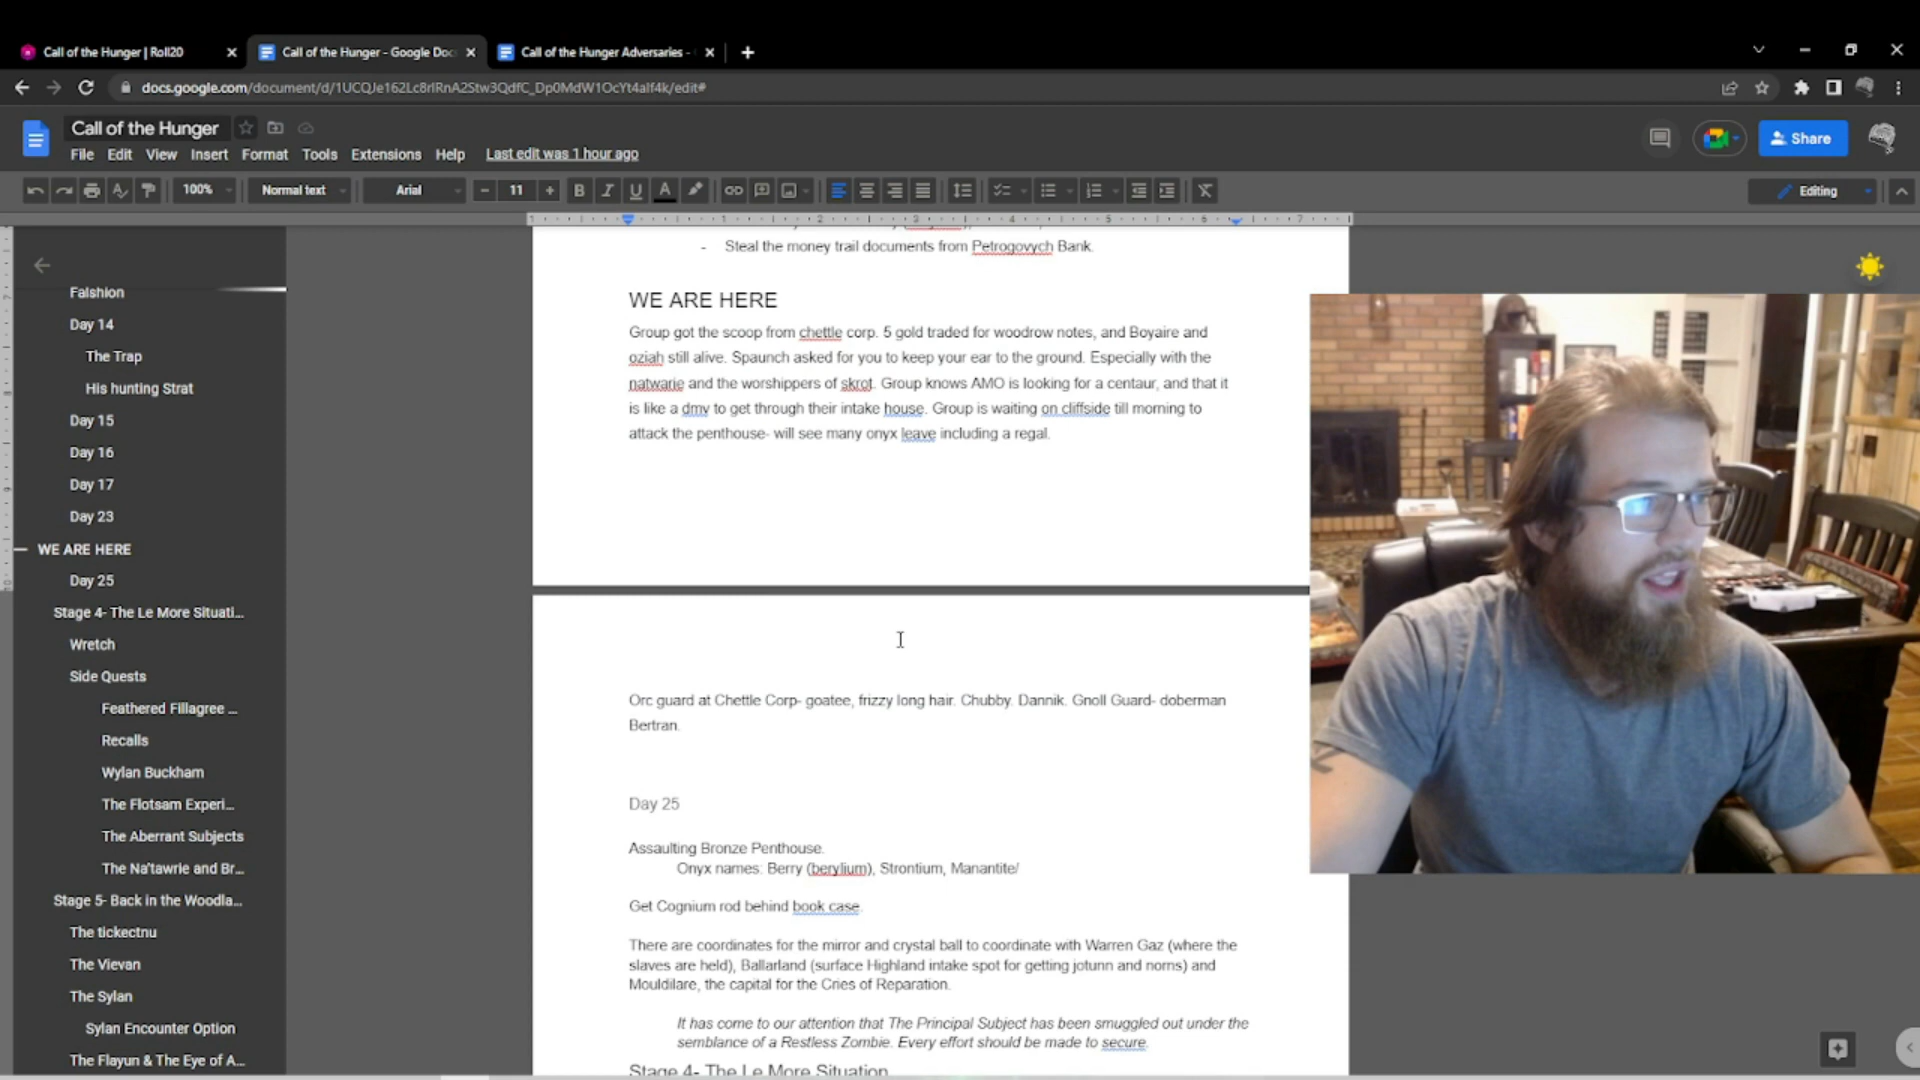 Call of the Hunger | Roll20
Call of the Hunger - Google Doc
Call of the Hunger Adversaries -
docs.google.com/document/d/1UCQJe162Lc8rlRnA2Stw3QdfC_Dp0MdW1OcYt4alf4k/edit#
Call of the Hunger
File Edit View Insert Format Tools Extensions Help Last edit was 1 hour ago
Share
100% Normal text Arial 11 Editing
- Steal the money trail documents from Petrogovych Bank.
WE ARE HERE
Group got the scoop from chettle corp. 5 gold traded for woodrow notes, and Boyaire and
oziah still alive. Spaunch asked for you to keep your ear to the ground. Especially with the
natwarie and the worshippers of skrot. Group knows AMO is looking for a centaur, and that it
is like a dmv to get through their intake house. Group is waiting on cliffside till morning to
attack the penthouse- will see many onyx leave including a regal.
Orc guard at Chettle Corp- goatee, frizzy long hair. Chubby. Dannik. Gnoll Guard- doberman
Bertran.
Day 25
Assaulting Bronze Penthouse.
Onyx names: Berry (berylium), Strontium, Manantite/
Get Cognium rod behind book case.
There are coordinates for the mirror and crystal ball to coordinate with Warren Gaz (where the
slaves are held), Ballarland (surface Highland intake spot for getting jotunn and norns) and
Mouldilare, the capital for the Cries of Reparation.
It has come to our attention that The Principal Subject has been smuggled out under the
semblance of a Restless Zombie. Every effort should be made to secure.
Stage 4- The Le More Situation
Falshion
Day 14
The Trap
His hunting Strat
Day 15
Day 16
Day 17
Day 23
WE ARE HERE
Day 25
Stage 4- The Le More Situati...
Wretch
Side Quests
Feathered Fillagree ...
Recalls
Wylan Buckham
The Flotsam Experi...
The Aberrant Subjects
The Na'tawrie and Br...
Stage 5- Back in the Woodla...
The tickectnu
The Vievan
The Sylan
Sylan Encounter Option
The Flayun & The Eye of A...